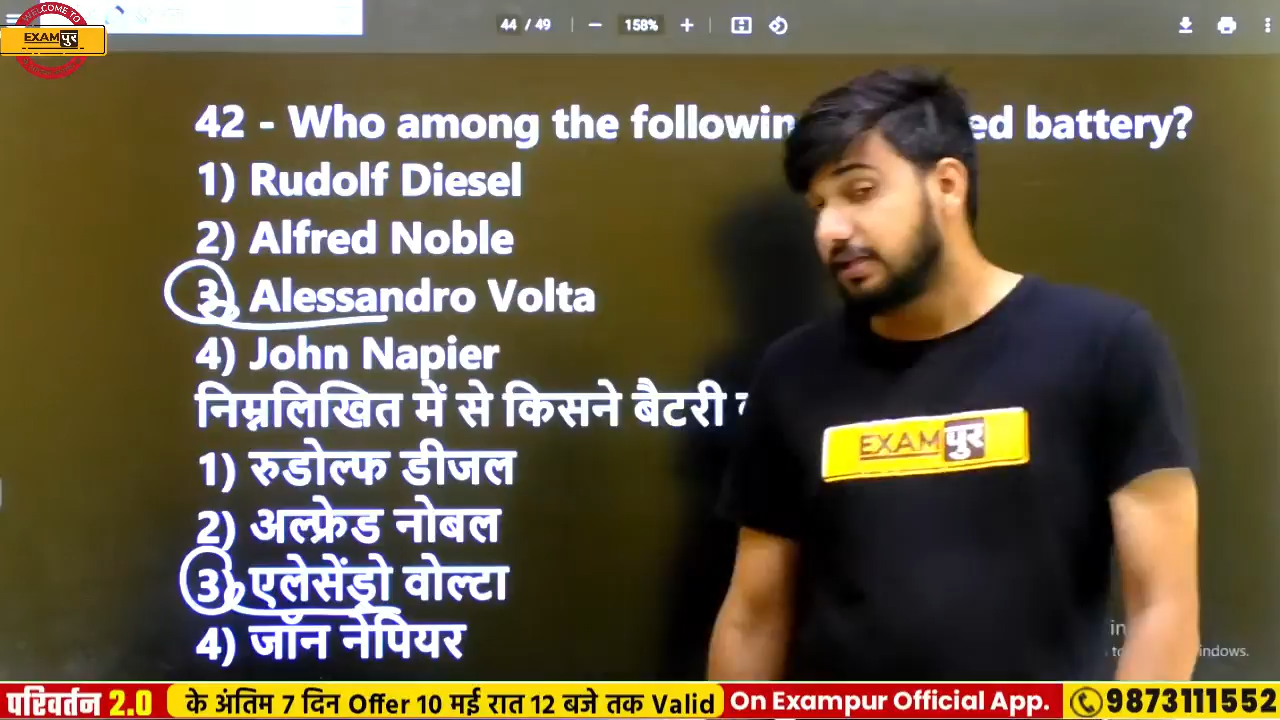 WELCOME TO
EXAMपुर
44 / 49
158%
42 - Who among the followin ed battery?
1) Rudolf Diesel
2) Alfred Noble
3) Alessandro Volta
4) John Napier
निम्नलिखित में से किसने बैटरी
1) रुडोल्फ डीजल
2) अल्फ्रेड नोबल
3) एलेसेंड्रो वोल्टा
4) जॉन नेपियर
EXAMपुर
परिवर्तन 2.0 के अंतिम 7 दिन Offer 10 मई रात 12 बजे तक Valid On Exampur Official App. 9873111552